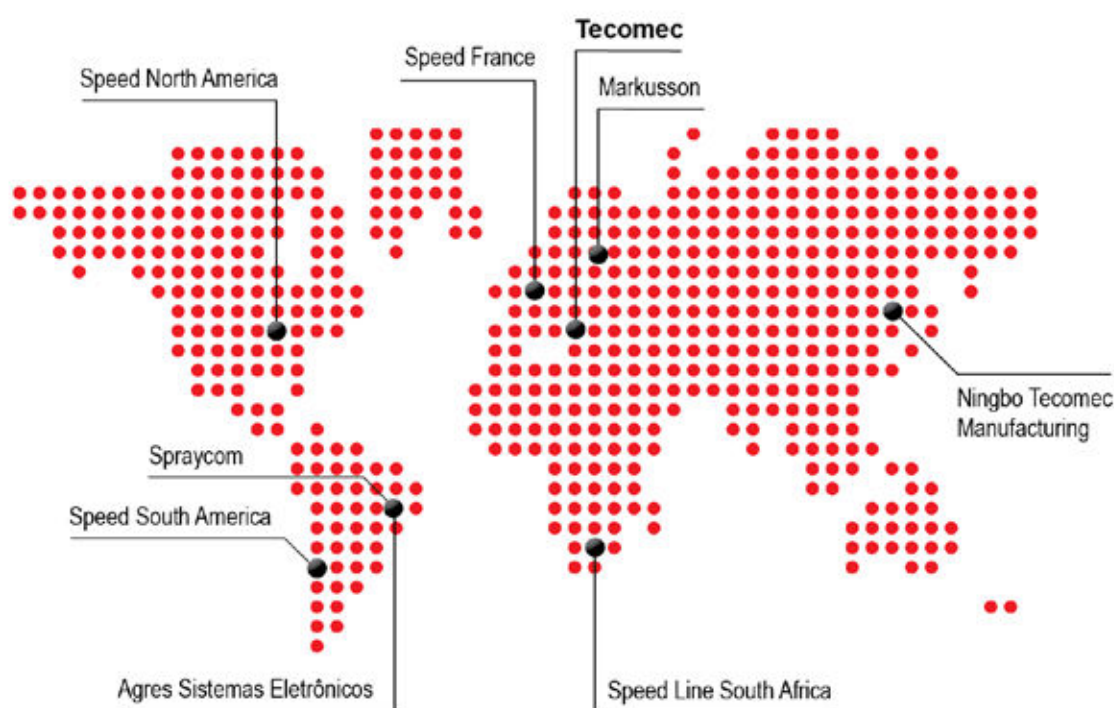 Tecomec
Speed France
Speed North America
Markusson
Ningbo Tecomec
Manufacturing
Spraycom
Speed South America
Agres Sistemas Eletrônicos
Speed Line South Africa